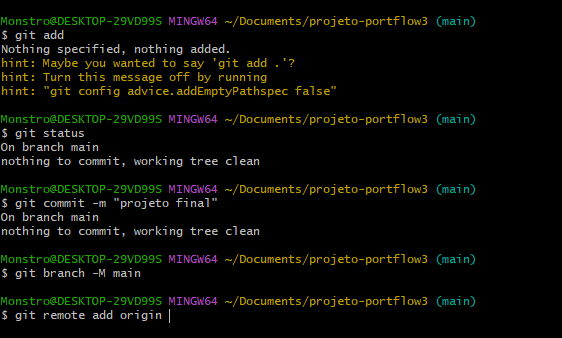 Monstro@DESKTOP-29VD99S MINGW64 ~/Documents/projeto-portflow3 (main)
$ git add
Nothing specified, nothing added.
hint: Maybe you wanted to say 'git add .'?
hint: Turn this message off by running
hint: "git config advice.addEmptyPathspec false"
Monstro@DESKTOP-29VD99S MINGW64 ~/Documents/projeto-portflow3 (main)
$ git status
On branch main
nothing to commit, working tree clean
Monstro@DESKTOP-29VD99S MINGW64 ~/Documents/projeto-portflow3 (main)
$ git commit -m "projeto final"
On branch main
nothing to commit, working tree clean
Monstro@DESKTOP-29VD99S MINGW64 ~/Documents/projeto-portflow3 (main)
$ git branch -M main
Monstro@DESKTOP-29VD99S MINGW64 ~/Documents/projeto-portflow3 (main)
$ git remote add origin